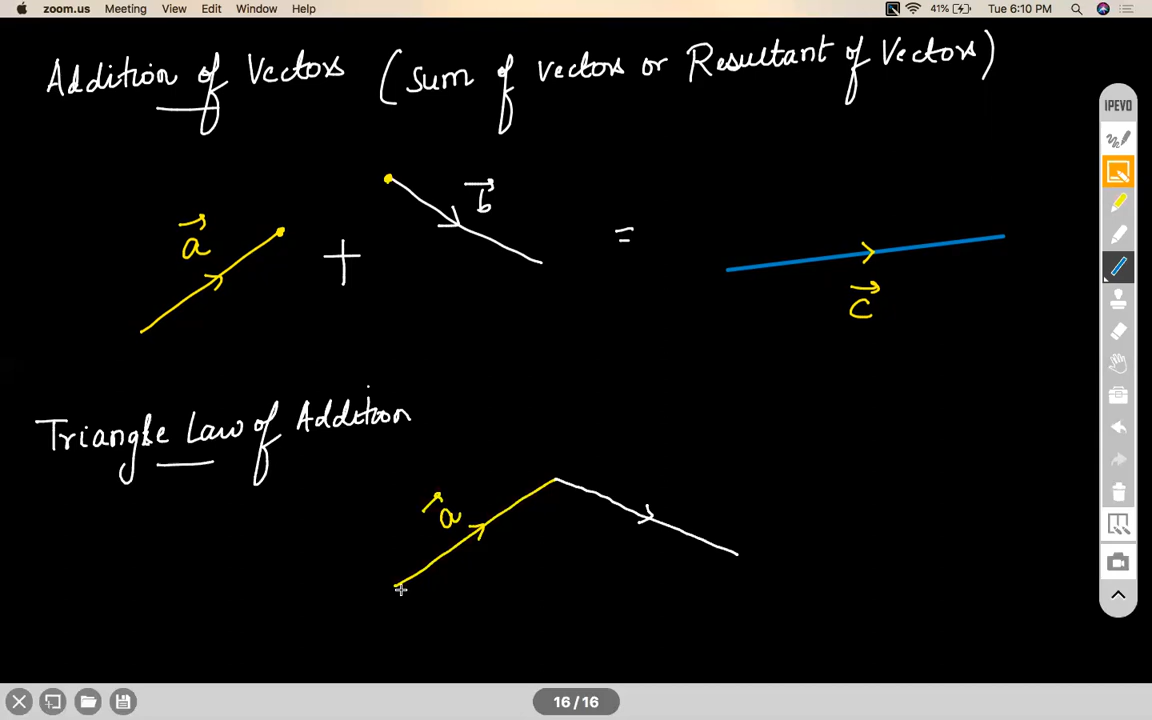 zoom.us Meeting View Edit Window Help 41% Tue 6:10 PM
Addition of Vectors (Sum of vectors or Resultant of Vectors)
IPEVO
a⃗ + b⃗ = c⃗
Triangle Law of Addition
a⃗
16/16